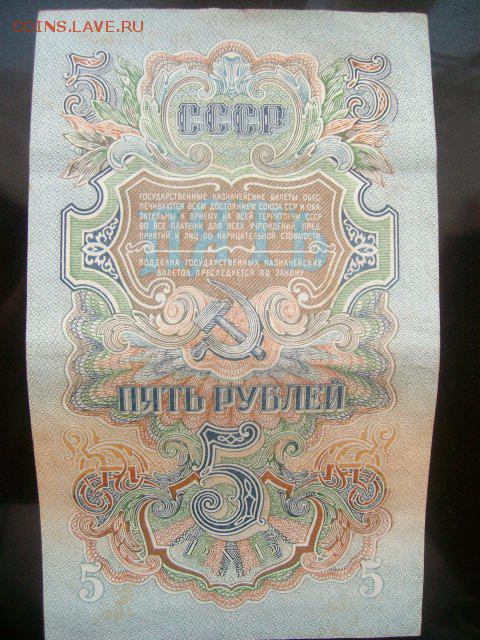 COINS.LAVE.RU
5 5
СССР
ГОСУДАРСТВЕННЫЕ КАЗНАЧЕЙСКИЕ БИЛЕТЫ ОБЕС-
ПЕЧИВАЮТСЯ ВСЕМ ДОСТОЯНИЕМ СОЮЗА ССР И ОБЯ-
ЗАТЕЛЬНЫ К ПРИЕМУ НА ВСЕЙ ТЕРРИТОРИИ СССР
ВО ВСЕ ПЛАТЕЖИ ДЛЯ ВСЕХ УЧРЕЖДЕНИЙ, ПРЕД-
ПРИЯТИЙ И ЛИЦ ПО НАРИЦАТЕЛЬНОЙ СТОИМОСТИ.
ПОДДЕЛКА ГОСУДАРСТВЕННЫХ КАЗНАЧЕЙСКИХ
БИЛЕТОВ ПРЕСЛЕДУЕТСЯ ПО ЗАКОНУ
ПЯТЬ РУБЛЕЙ
5
5 5